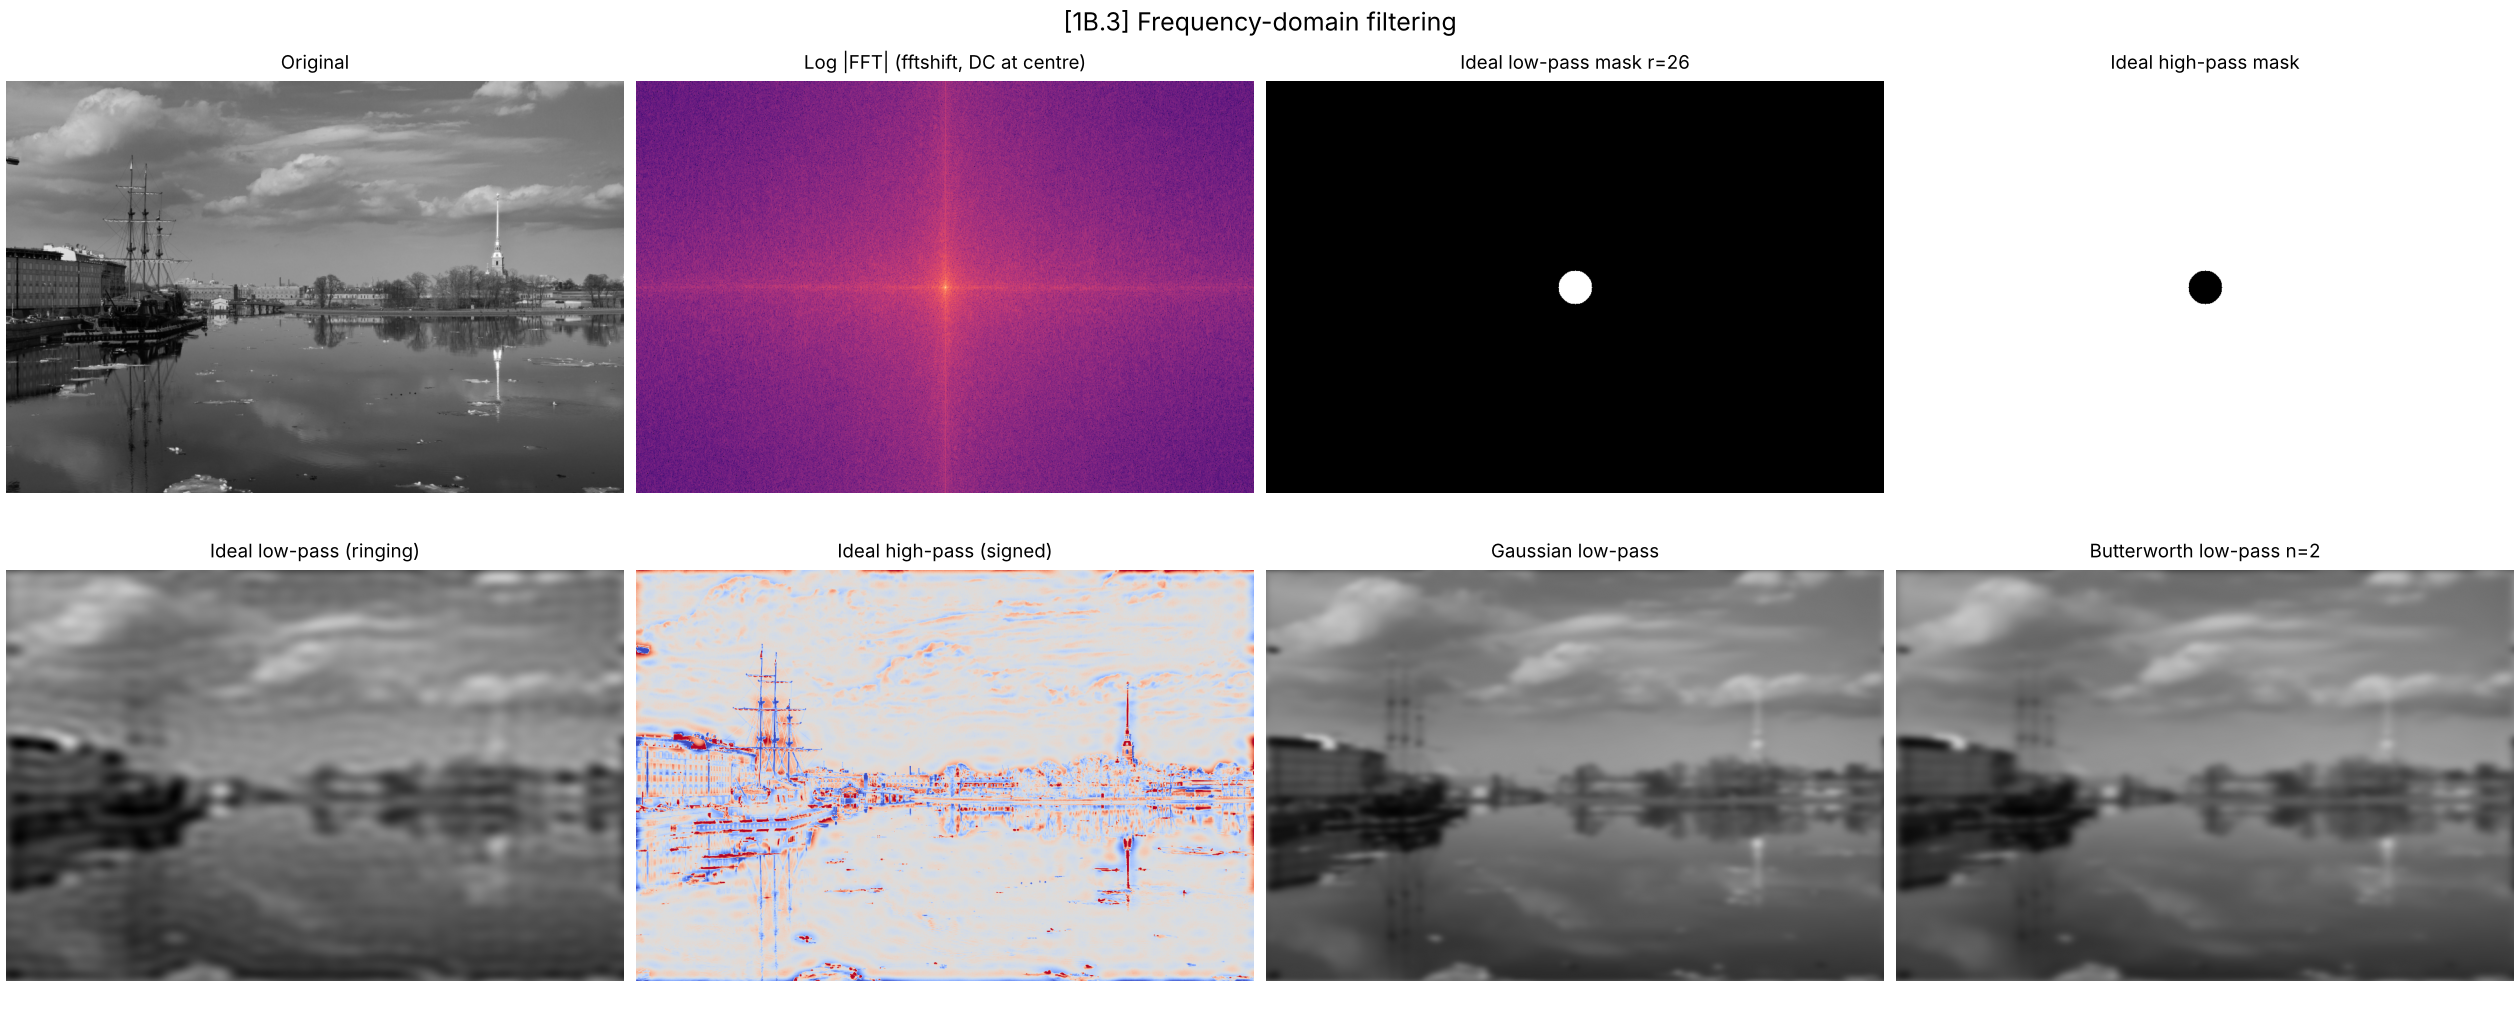 [1B.3] Frequency-domain filtering
Original
Log |FFT| (fftshift, DC at centre)
Ideal low-pass mask r=26
Ideal high-pass mask
Ideal low-pass (ringing)
Ideal high-pass (signed)
Gaussian low-pass
Butterworth low-pass n=2